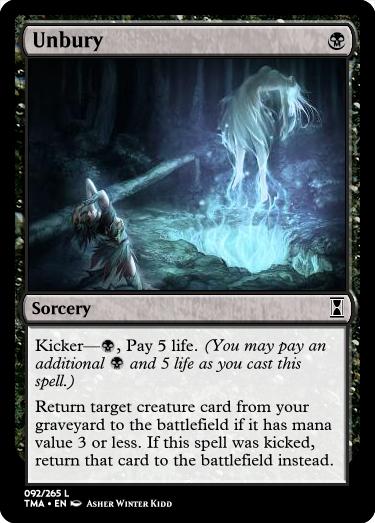 Unbury
Sorcery
Kicker—, Pay 5 life. (You may pay an
additional and 5 life as you cast this
spell.)
Return target creature card from your
graveyard to the battlefield if it has mana
value 3 or less. If this spell was kicked,
return that card to the battlefield instead.
092/265 L
TMA • EN Asher Winter Kidd